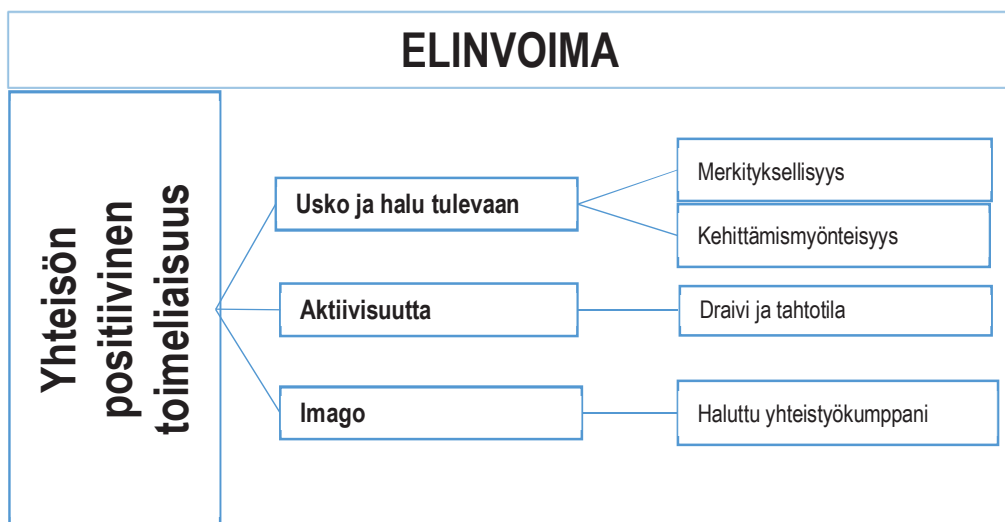 ELINVOIMA
Yhteisön
positiivinen
toimeliaisuus
Usko ja halu tulevaan
Merkityksellisyys
Kehittämismyönteisyys
Aktiivisuutta
Draivi ja tahtotila
Imago
Haluttu yhteistyökumppani